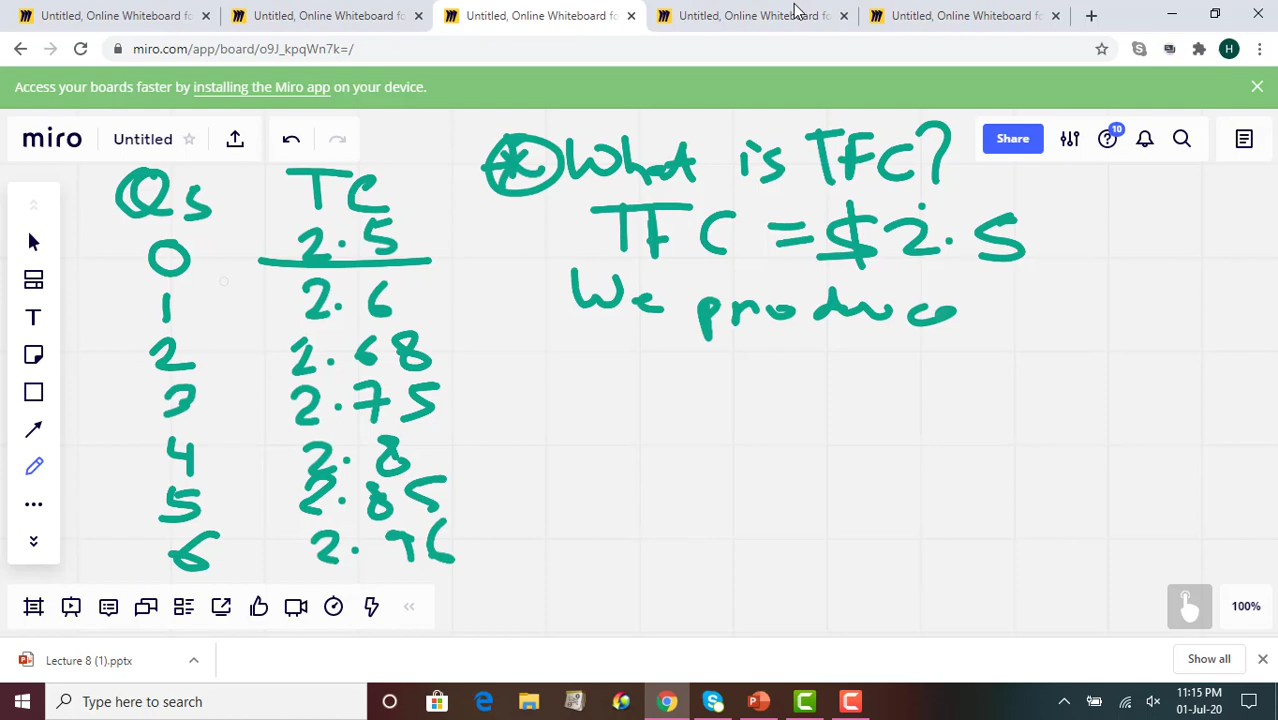 Untitled, Online Whiteboard fo
Untitled, Online Whiteboard fo
Untitled, Online Whiteboard fo
Untitled, Online Whiteboard fo
Untitled, Online Whiteboard fo
miro.com/app/board/o9J_kpqWn7k=/
H
Access your boards faster by installing the Miro app on your device.
miro Untitled
Share
10
Qs TC
0 2.5
1 2.6
2 2.68
3 2.75
4 2.8
5 2.85
6
What is TFC?
TFC = $2.5
We produce
T
100%
Lecture 8 (1).pptx
Show all
Type here to search
11:15 PM
01-Jul-20